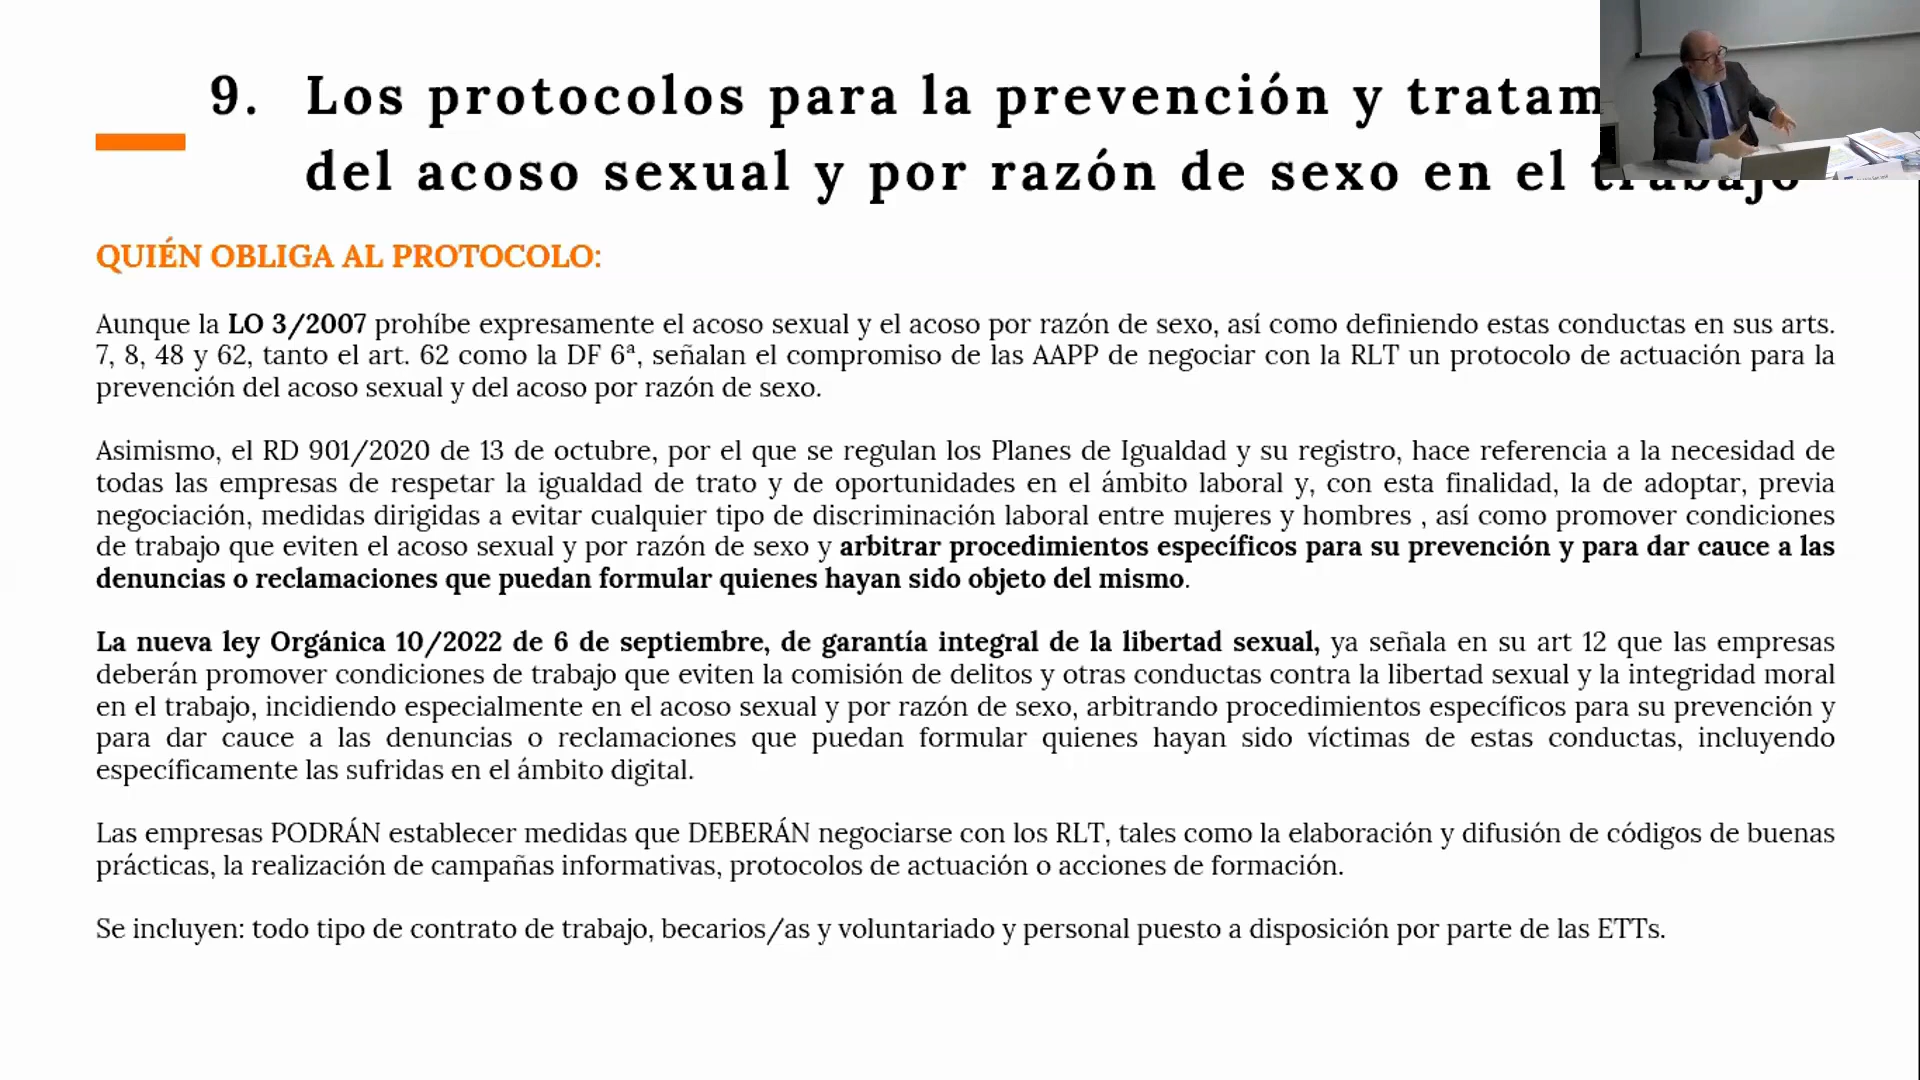 9. Los protocolos para la prevención y
del acoso sexual y por razón de sexo en el
QUIÉN OBLIGA AL PROTOCOLO:
Aunque la LO 3/2007 prohíbe expresamente el acoso sexual y el acoso por razón de sexo, así como definiendo estas conductas en sus arts.
7, 8, 48 y 62, tanto el art. 62 como la DF 6ª, señalan el compromiso de las AAPP de negociar con la RLT un protocolo de actuación para la
prevención del acoso sexual y del acoso por razón de sexo.
Asimismo, el RD 901/2020 de 13 de octubre, por el que se regulan los Planes de Igualdad y su registro, hace referencia a la necesidad de
todas las empresas de respetar la igualdad de trato y de oportunidades en el ámbito laboral y, con esta finalidad, la de adoptar, previa
negociación, medidas dirigidas a evitar cualquier tipo de discriminación laboral entre mujeres y hombres , así como promover condiciones
de trabajo que eviten el acoso sexual y por razón de sexo y arbitrar procedimientos específicos para su prevención y para dar cauce a las
denuncias o reclamaciones que puedan formular quienes hayan sido objeto del mismo.
La nueva ley Orgánica 10/2022 de 6 de septiembre, de garantía integral de la libertad sexual, ya señala en su art 12 que las empresas
deberán promover condiciones de trabajo que eviten la comisión de delitos y otras conductas contra la libertad sexual y la integridad moral
en el trabajo, incidiendo especialmente en el acoso sexual y por razón de sexo, arbitrando procedimientos específicos para su prevención y
para dar cauce a las denuncias o reclamaciones que puedan formular quienes hayan sido víctimas de estas conductas, incluyendo
específicamente las sufridas en el ámbito digital.
Las empresas PODRÁN establecer medidas que DEBERÁN negociarse con los RLT, tales como la elaboración y difusión de códigos de buenas
prácticas, la realización de campañas informativas, protocolos de actuación o acciones de formación.
Se incluyen: todo tipo de contrato de trabajo, becarios/as y voluntariado y personal puesto a disposición por parte de las ETTs.